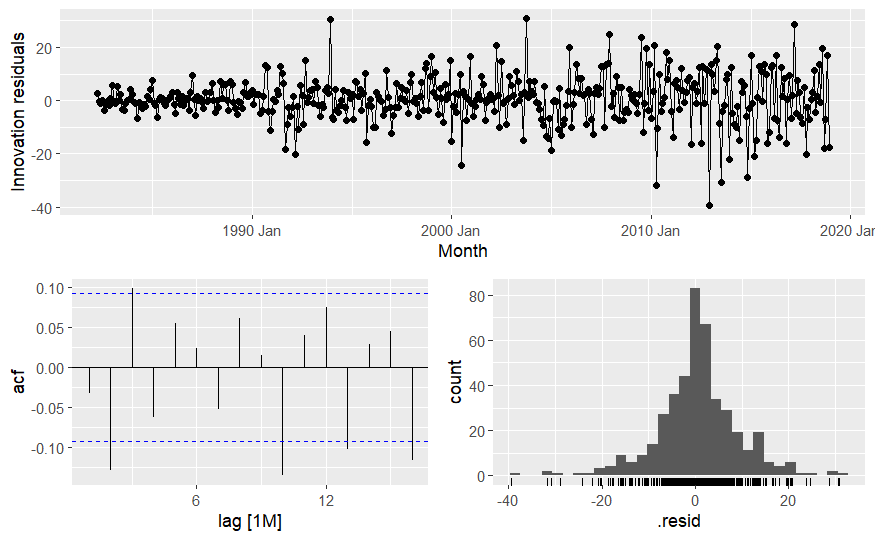 Innovation residuals
20
0
-20
-40
1990 Jan
2000 Jan
2010 Jan
2020 Jan
Month
acf
0.10
0.05
0.00
-0.05
-0.10
6
12
lag [1M]
count
80
60
40
20
0
-40
-20
0
20
.resid